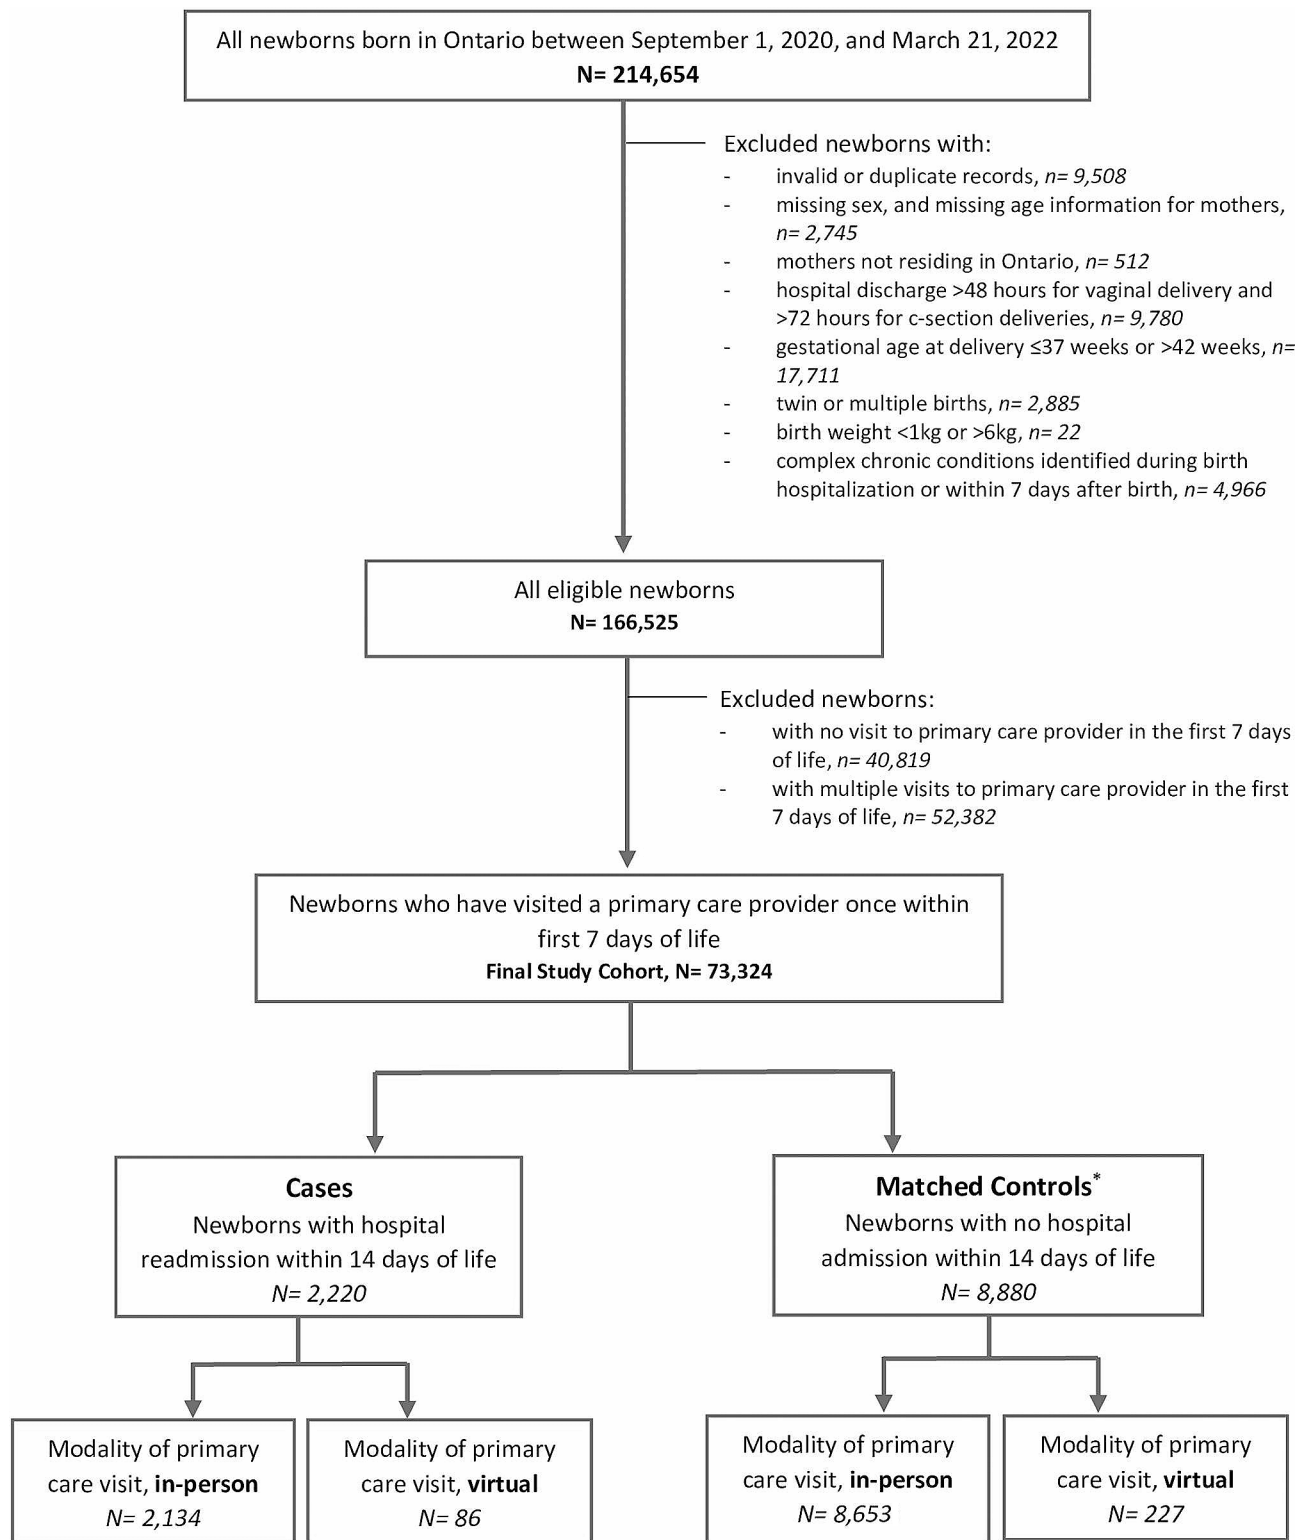 All newborns born in Ontario between September 1, 2020, and March 21, 2022
N= 214,654
Excluded newborns with:
- invalid or duplicate records, n= 9,508
- missing sex, and missing age information for mothers,
n= 2,745
- mothers not residing in Ontario, n= 512
- hospital discharge >48 hours for vaginal delivery and
>72 hours for c-section deliveries, n= 9,780
- gestational age at delivery ≤37 weeks or >42 weeks, n=
17,711
- twin or multiple births, n= 2,885
- birth weight <1kg or >6kg, n= 22
- complex chronic conditions identified during birth
hospitalization or within 7 days after birth, n= 4,966
All eligible newborns
N= 166,525
Excluded newborns:
- with no visit to primary care provider in the first 7 days
of life, n= 40,819
- with multiple visits to primary care provider in the first
7 days of life, n= 52,382
Newborns who have visited a primary care provider once within
first 7 days of life
Final Study Cohort, N= 73,324
Cases
Newborns with hospital
readmission within 14 days of life
N= 2,220
Matched Controls*
Newborns with no hospital
admission within 14 days of life
N= 8,880
Modality of primary
care visit, in-person
N= 2,134
Modality of primary
care visit, virtual
N= 86
Modality of primary
care visit, in-person
N= 8,653
Modality of primary
care visit, virtual
N= 227